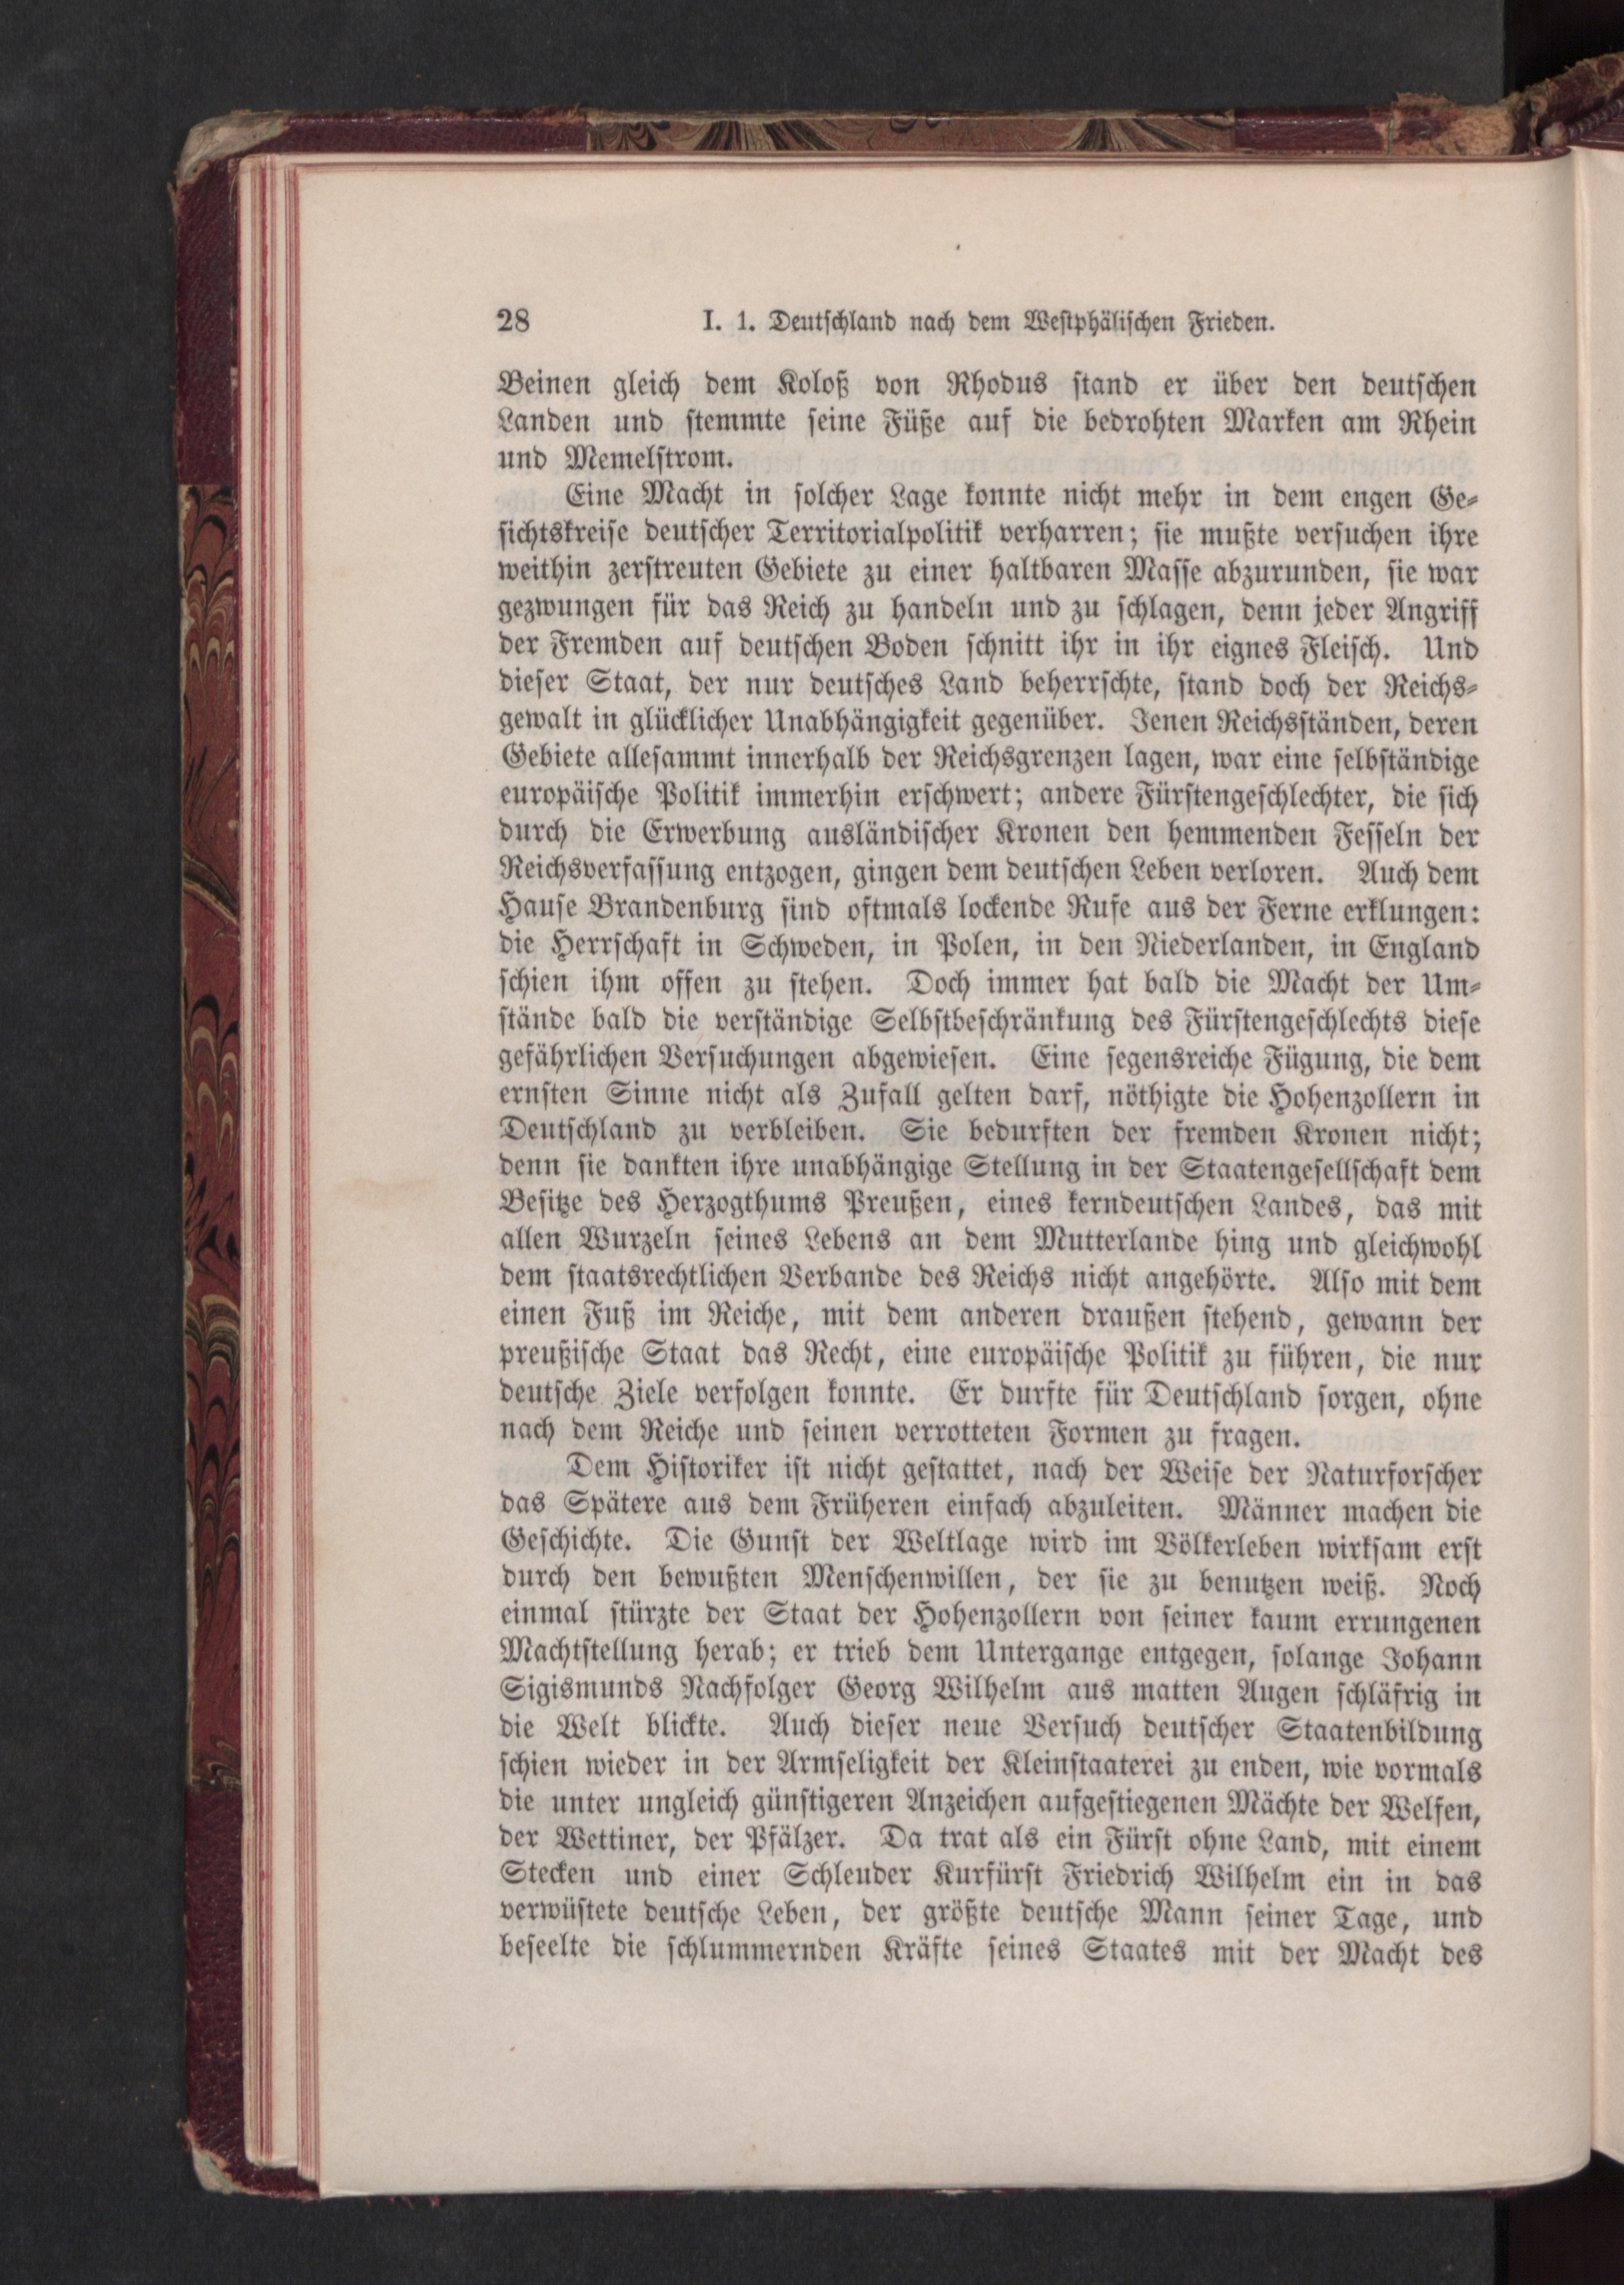 28 I. 1. Deutschland nach dem Westphälischen Frieden.
Beinen gleich dem Koloß von Rhodus stand er über den deutschen
Landen und stemmte seine Füße auf die bedrohten Marken am Rhein
und Memelstrom.
Eine Macht in solcher Lage konnte nicht mehr in dem engen Ge-
sichtskreise deutscher Territorialpolitik verharren; sie mußte versuchen ihre
weithin zerstreuten Gebiete zu einer haltbaren Masse abzurunden, sie war
gezwungen für das Reich zu handeln und zu schlagen, denn jeder Angriff
der Fremden auf deutschen Boden schnitt ihr in ihr eignes Fleisch. Und
dieser Staat, der nur deutsches Land beherrschte, stand doch der Reichs-
gewalt in glücklicher Unabhängigkeit gegenüber. Jenen Reichsständen, deren
Gebiete allesammt innerhalb der Reichsgrenzen lagen, war eine selbständige
europäische Politik immerhin erschwert; andere Fürstengeschlechter, die sich
durch die Erwerbung ausländischer Kronen den hemmenden Fesseln der
Reichsverfassung entzogen, gingen dem deutschen Leben verloren. Auch dem
Hause Brandenburg sind oftmals lockende Rufe aus der Ferne erklungen:
die Herrschaft in Schweden, in Polen, in den Niederlanden, in England
schien ihm offen zu stehen. Doch immer hat bald die Macht der Um-
stände bald die verständige Selbstbeschränkung des Fürstengeschlechts diese
gefährlichen Versuchungen abgewiesen. Eine segensreiche Fügung, die dem
ernsten Sinne nicht als Zufall gelten darf, nöthigte die Hohenzollern in
Deutschland zu verbleiben. Sie bedurften der fremden Kronen nicht;
denn sie dankten ihre unabhängige Stellung in der Staatengesellschaft dem
Besitze des Herzogthums Preußen, eines kerndeutschen Landes, das mit
allen Wurzeln seines Lebens an dem Mutterlande hing und gleichwohl
dem staatsrechtlichen Verbande des Reichs nicht angehörte. Also mit dem
einen Fuß im Reiche, mit dem anderen draußen stehend, gewann der
preußische Staat das Recht, eine europäische Politik zu führen, die nur
deutsche Ziele verfolgen konnte. Er durfte für Deutschland sorgen, ohne
nach dem Reiche und seinen verrotteten Formen zu fragen.
Dem Historiker ist nicht gestattet, nach der Weise der Naturforscher
das Spätere aus dem Früheren einfach abzuleiten. Männer machen die
Geschichte. Die Gunst der Weltlage wird im Völkerleben wirksam erst
durch den bewußten Menschenwillen, der sie zu benutzen weiß. Noch
einmal stürzte der Staat der Hohenzollern von seiner kaum errungenen
Machtstellung herab; er trieb dem Untergange entgegen, solange Johann
Sigismunds Nachfolger Georg Wilhelm aus matten Augen schläfrig in
die Welt blickte. Auch dieser neue Versuch deutscher Staatenbildung
schien wieder in der Armseligkeit der Kleinstaaterei zu enden, wie vormals
die unter ungleich günstigeren Anzeichen aufgestiegenen Mächte der Welfen,
der Wettiner, der Pfälzer. Da trat als ein Fürst ohne Land, mit einem
Stecken und einer Schleuder Kurfürst Friedrich Wilhelm ein in das
verwüstete deutsche Leben, der größte deutsche Mann seiner Tage, und
beseelte die schlummernden Kräfte seines Staates mit der Macht des